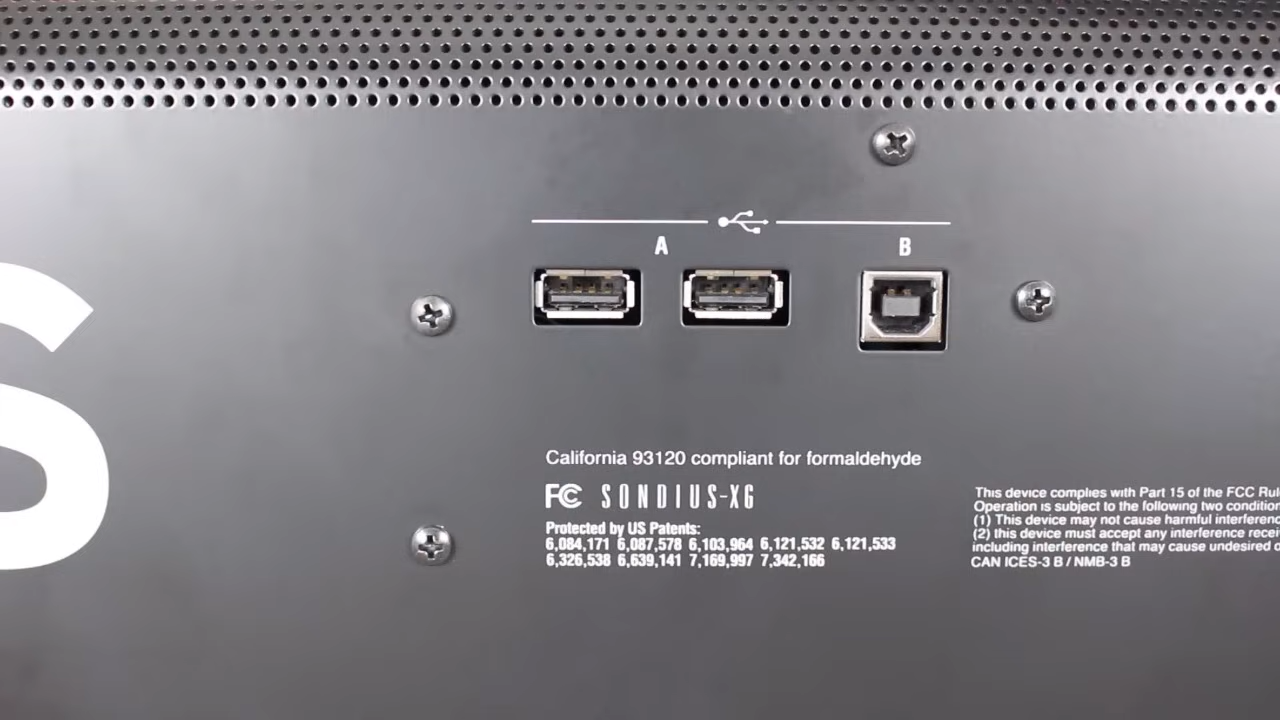 S
A
B
California 93120 compliant for formaldehyde
FC SONDIUS-XG
Protected by US Patents:
6,084,171 6,087,578 6,103,964 6,121,532 6,121,533
6,326,538 6,639,141 7,169,997 7,342,166
This device complies with Part 15 of the FCC Rul
Operation is subject to the following two condition
(1) This device may not cause harmful interferenc
(2) this device must accept any interference recei
including interference that may cause undesired o
CAN ICES-3 B / NMB-3 B